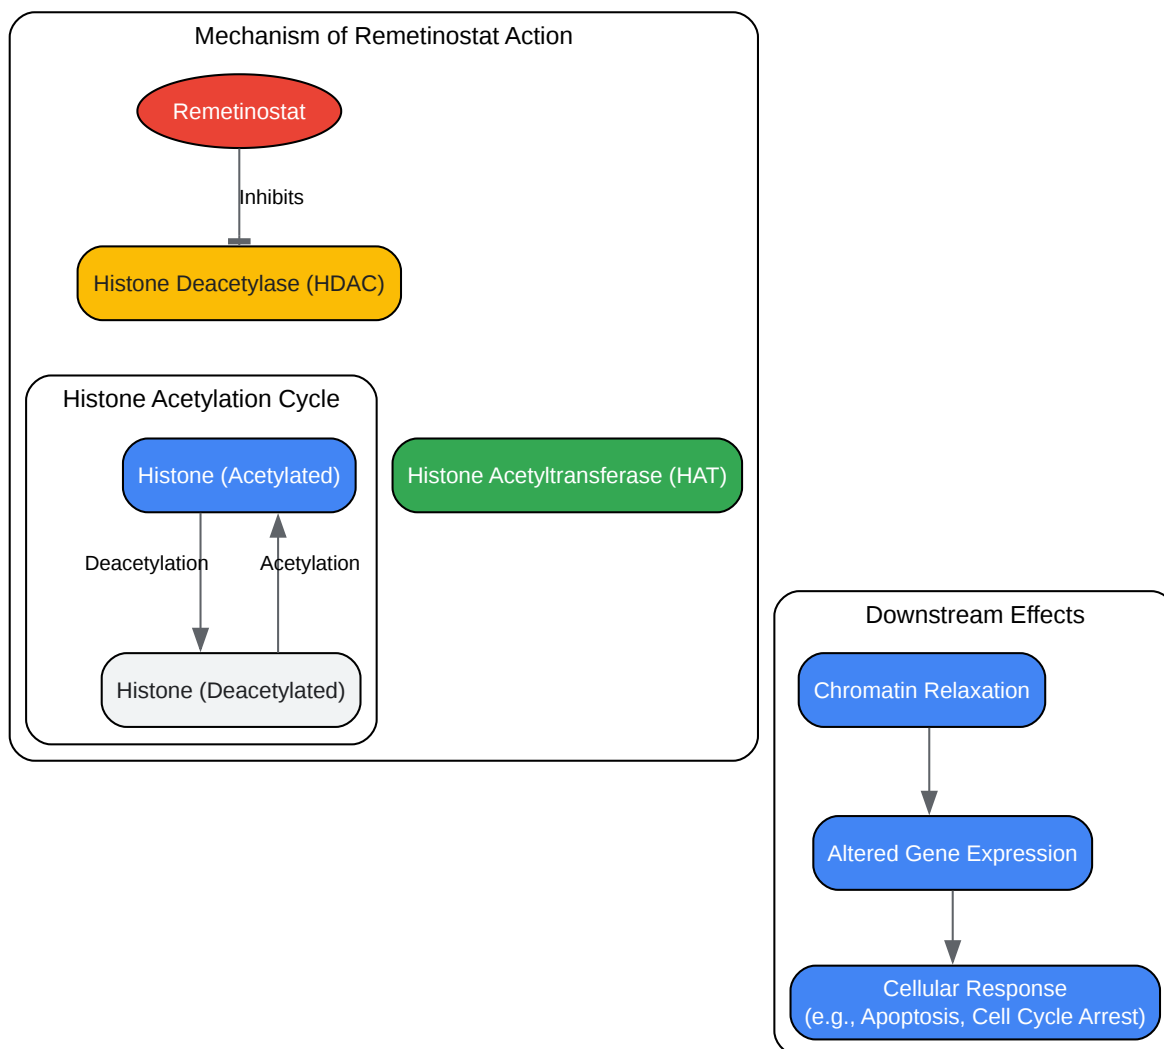 Mechanism of Remetinostat Action
Remetinostat
Inhibits
Histone Deacetylase (HDAC)
Histone Acetylation Cycle
Histone (Acetylated)
Histone Acetyltransferase (HAT)
Deacetylation
Acetylation
Histone (Deacetylated)
Downstream Effects
Chromatin Relaxation
Altered Gene Expression
Cellular Response
(e.g., Apoptosis, Cell Cycle Arrest)